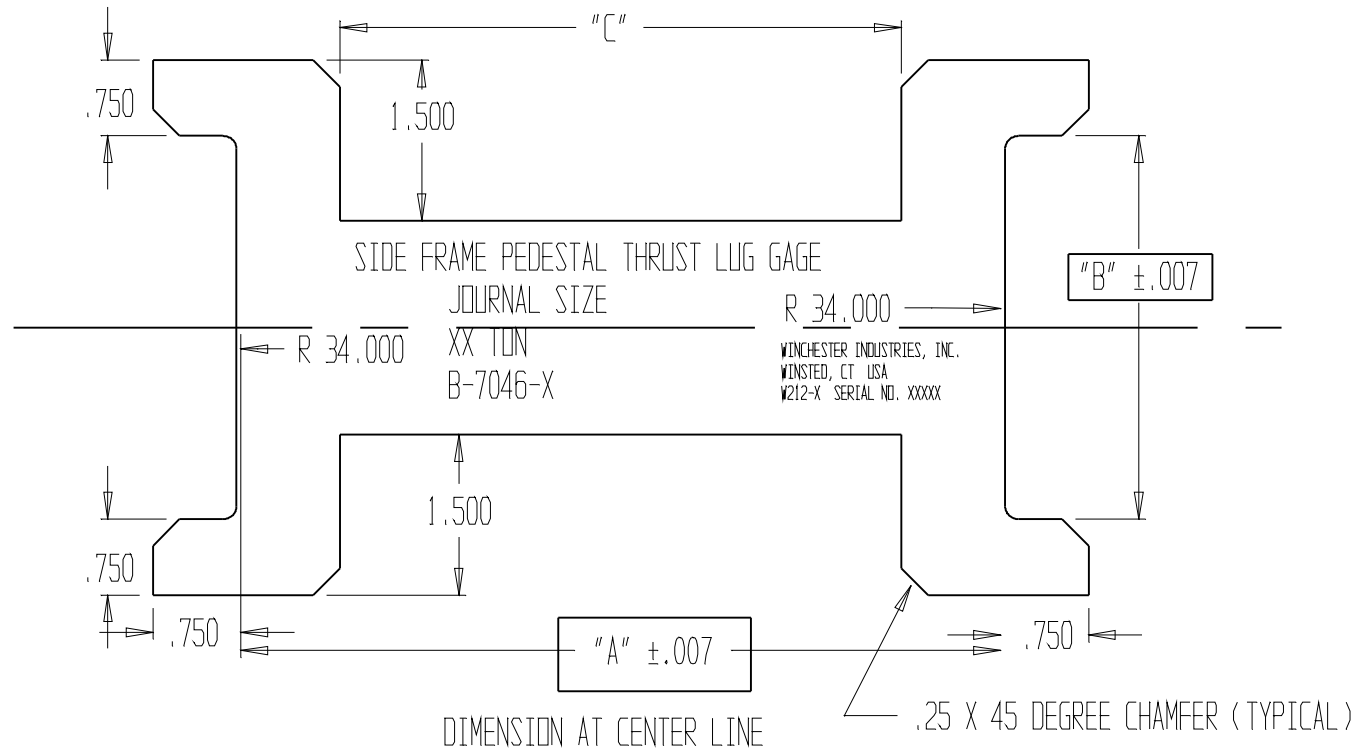 "C"
.750
1.500
SIDE FRAME PEDESTAL THRUST LUG GAGE
JOURNAL SIZE
XX TON
B-7046-X
R 34.000
R 34.000
"B" ±.007
WINCHESTER INDUSTRIES, INC.
WINSTED, CT USA
W212-X SERIAL NO. XXXXX
1.500
.750
.750
"A" ±.007
.750
DIMENSION AT CENTER LINE
.25 X 45 DEGREE CHAMFER (TYPICAL)